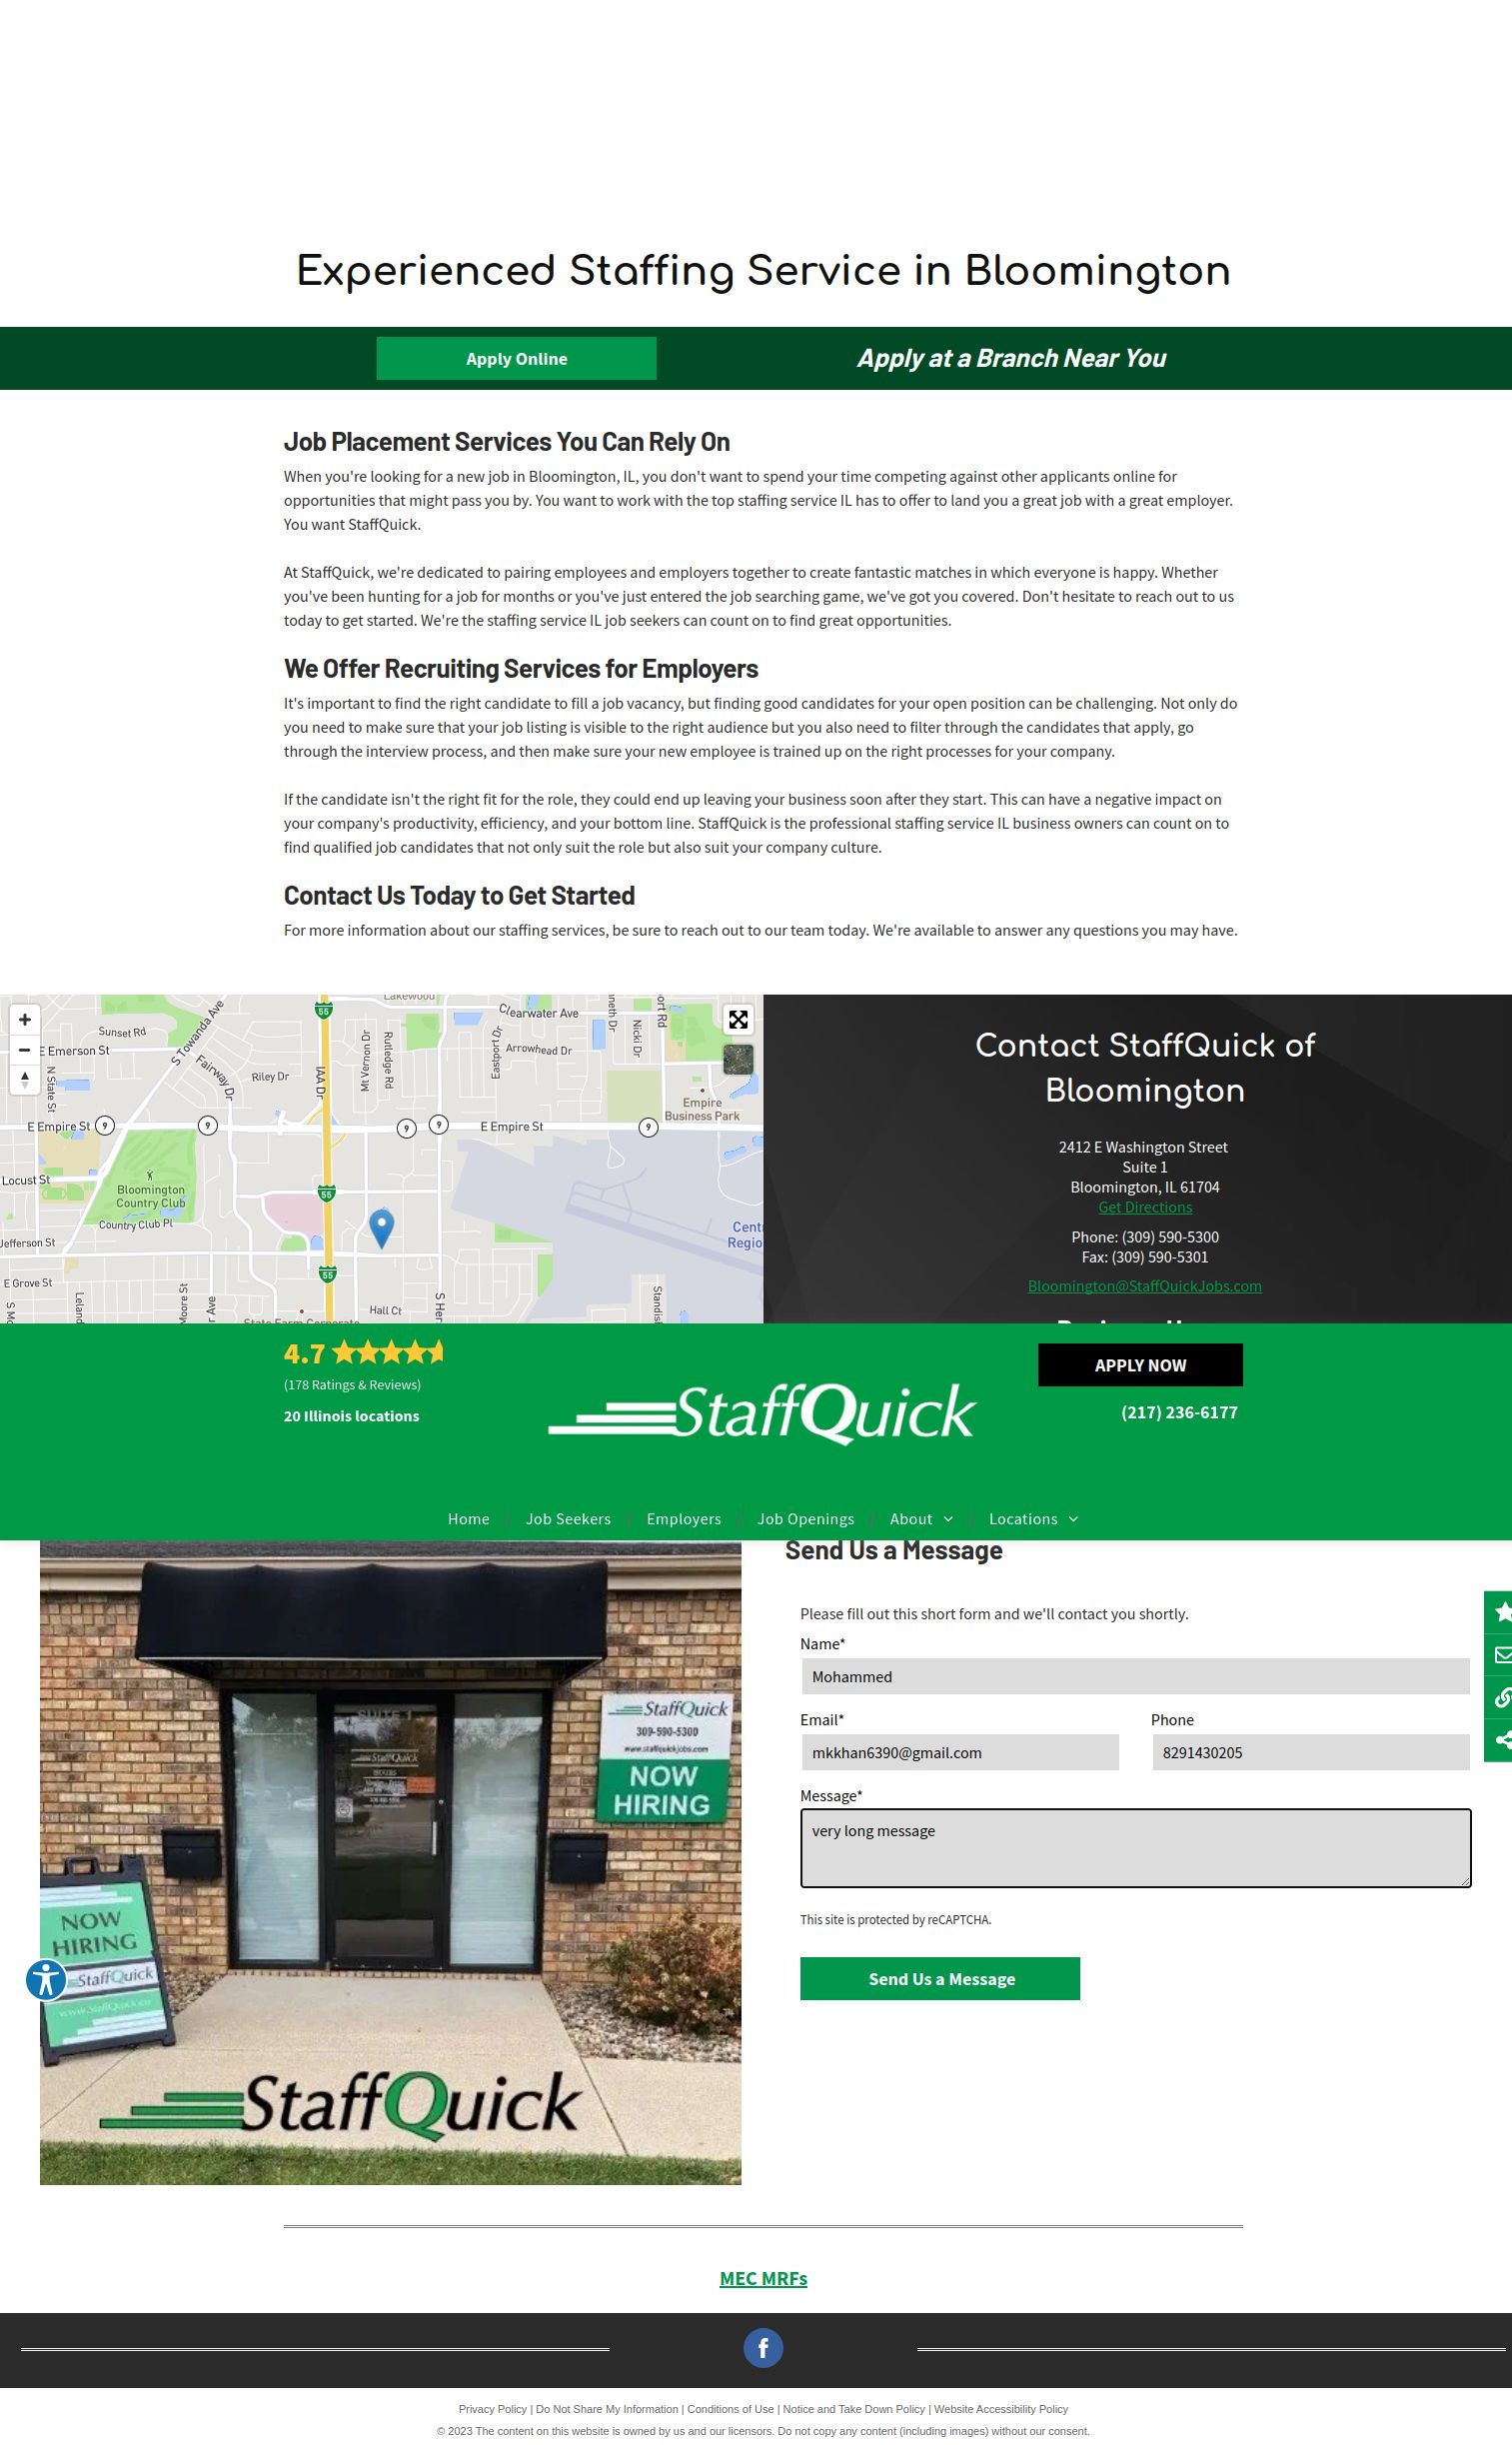 Experienced Staffing Service in Bloomington
Apply Online
Apply at a Branch Near You
Job Placement Services You Can Rely On
When you're looking for a new job in Bloomington, IL, you don't want to spend your time competing against other applicants online for
opportunities that might pass you by. You want to work with the top staffing service IL has to offer to land you a great job with a great employer.
You want StaffQuick.
At StaffQuick, we're dedicated to pairing employees and employers together to create fantastic matches in which everyone is happy. Whether
you've been hunting for a job for months or you've just entered the job searching game, we've got you covered. Don't hesitate to reach out to us
today to get started. We're the staffing service IL job seekers can count on to find great opportunities.
We Offer Recruiting Services for Employers
It's important to find the right candidate to fill a job vacancy, but finding good candidates for your open position can be challenging. Not only do
you need to make sure that your job listing is visible to the right audience but you also need to filter through the candidates that apply, go
through the interview process, and then make sure your new employee is trained up on the right processes for your company.
If the candidate isn't the right fit for the role, they could end up leaving your business soon after they start. This can have a negative impact on
your company's productivity, efficiency, and your bottom line. StaffQuick is the professional staffing service IL business owners can count on to
find qualified job candidates that not only suit the role but also suit your company culture.
Contact Us Today to Get Started
For more information about our staffing services, be sure to reach out to our team today. We're available to answer any questions you may have.
Lakewood
55
Clearwater Ave
Sunset Rd
S Towanda Ave
E Emerson St
Fairway Dr
Riley Dr
N State St
IAA Dr
Mt Vernon Dr
Rutledge Rd
Eastport Dr
Arrowhead Dr
Nicki Dr
Empire
Business Park
E Empire St
9
9
9
9
E Empire St
9
Locust St
Bloomington
Country Club
Country Club Pl
55
Jefferson St
55
E Grove St
Hall Ct
State Farm Corporate
Contact StaffQuick of
Bloomington
2412 E Washington Street
Suite 1
Bloomington, IL 61704
Get Directions
Phone: (309) 590-5300
Fax: (309) 590-5301
Bloomington@StaffQuickJobs.com
4.7
(178 Ratings & Reviews)
20 Illinois locations
StaffQuick
APPLY NOW
(217) 236-6177
Home / Job Seekers / Employers / Job Openings / About / Locations
SUITE 1
StaffQuick
StaffQuick
309-590-5300
www.staffquickjobs.com
NOW
HIRING
NOW
HIRING
StaffQuick
StaffQuick
Send Us a Message
Please fill out this short form and we'll contact you shortly.
Name*
Mohammed
Email*
Phone
mkkhan6390@gmail.com
8291430205
Message*
very long message
This site is protected by reCAPTCHA.
Send Us a Message
MEC MRFs
f
Privacy Policy | Do Not Share My Information | Conditions of Use | Notice and Take Down Policy | Website Accessibility Policy
© 2023 The content on this website is owned by us and our licensors. Do not copy any content (including images) without our consent.